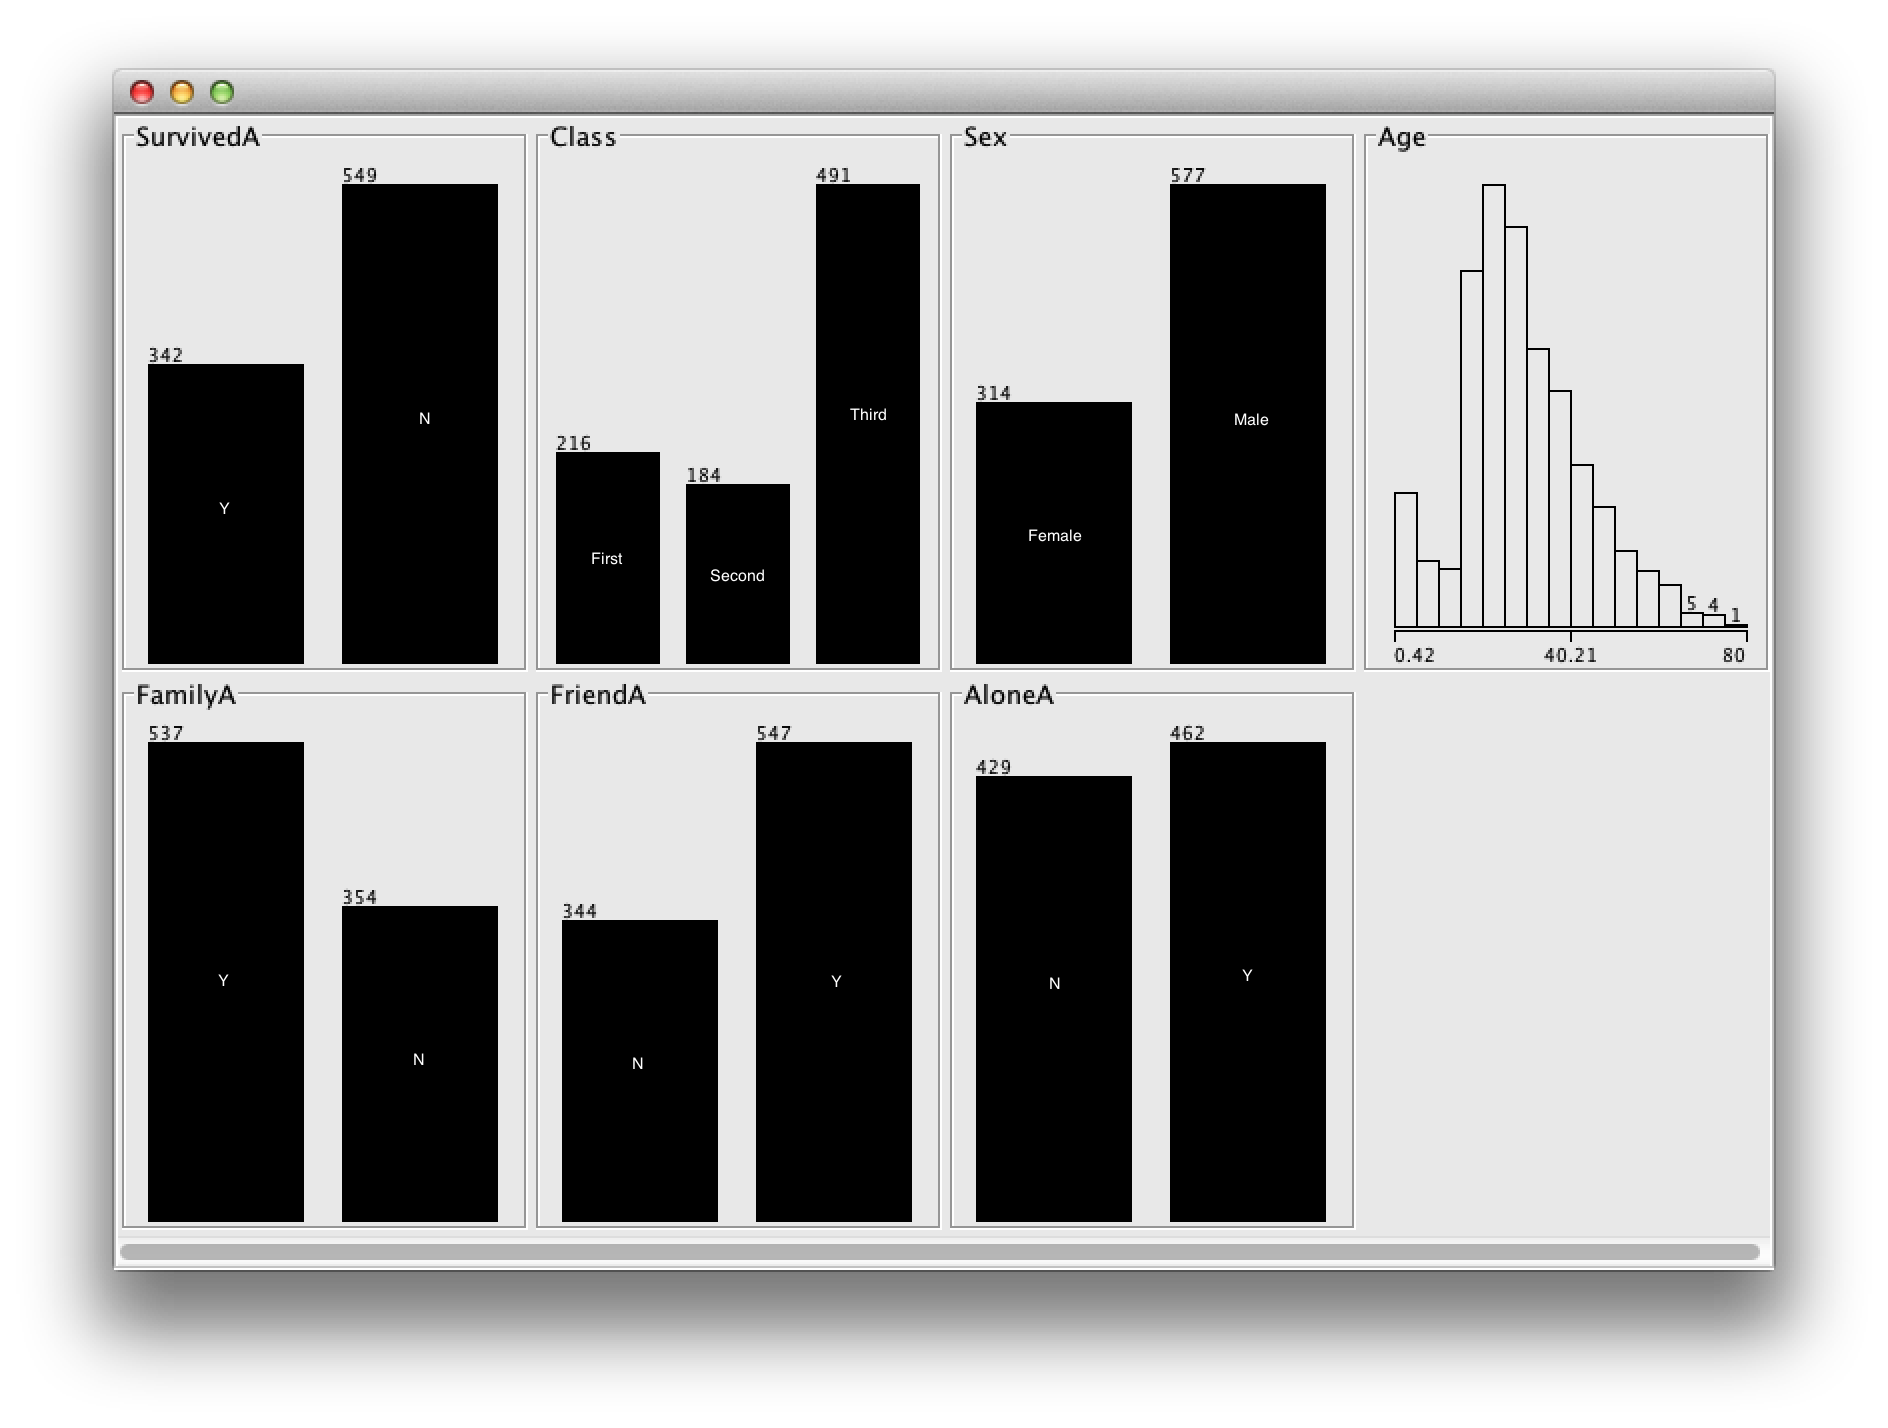 SurvivedA
549
342
N
Y
Class
491
216
184
Third
First
Second
Sex
577
314
Male
Female
Age
5 4 1
0.42 40.21 80
FamilyA
537
354
Y
N
FriendA
547
344
Y
N
AloneA
462
429
Y
N